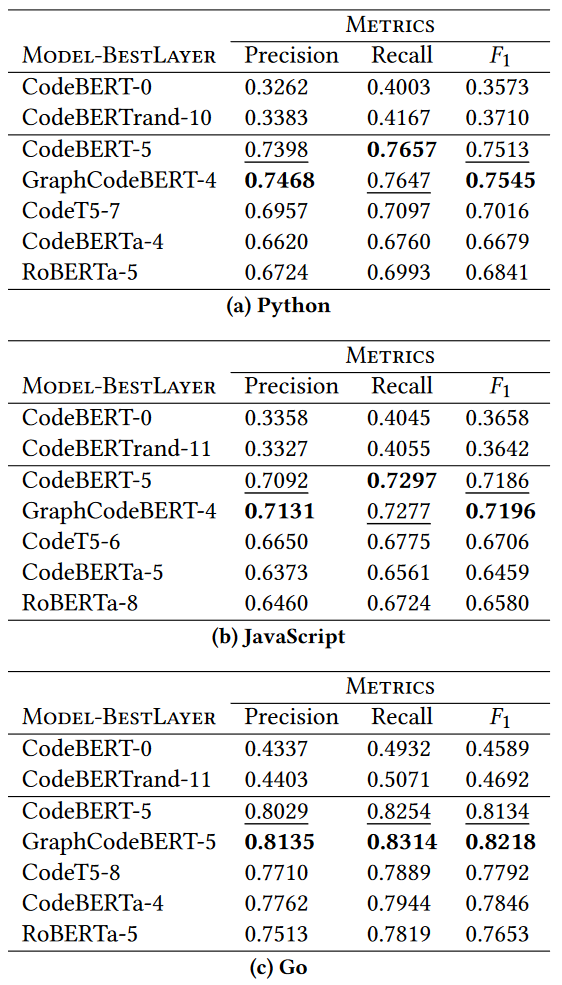 METRICS
MODEL-BESTLAYER Precision Recall F1
CodeBERT-0 0.3262 0.4003 0.3573
CodeBERTrand-10 0.3383 0.4167 0.3710
CodeBERT-5 0.7398 0.7657 0.7513
GraphCodeBERT-4 0.7468 0.7647 0.7545
CodeT5-7 0.6957 0.7097 0.7016
CodeBERTa-4 0.6620 0.6760 0.6679
RoBERTa-5 0.6724 0.6993 0.6841
(a) Python
METRICS
MODEL-BESTLAYER Precision Recall F1
CodeBERT-0 0.3358 0.4045 0.3658
CodeBERTrand-11 0.3327 0.4055 0.3642
CodeBERT-5 0.7092 0.7297 0.7186
GraphCodeBERT-4 0.7131 0.7277 0.7196
CodeT5-6 0.6650 0.6775 0.6706
CodeBERTa-5 0.6373 0.6561 0.6459
RoBERTa-8 0.6460 0.6724 0.6580
(b) JavaScript
METRICS
MODEL-BESTLAYER Precision Recall F1
CodeBERT-0 0.4337 0.4932 0.4589
CodeBERTrand-11 0.4403 0.5071 0.4692
CodeBERT-5 0.8029 0.8254 0.8134
GraphCodeBERT-5 0.8135 0.8314 0.8218
CodeT5-8 0.7710 0.7889 0.7792
CodeBERTa-4 0.7762 0.7944 0.7846
RoBERTa-5 0.7513 0.7819 0.7653
(c) Go